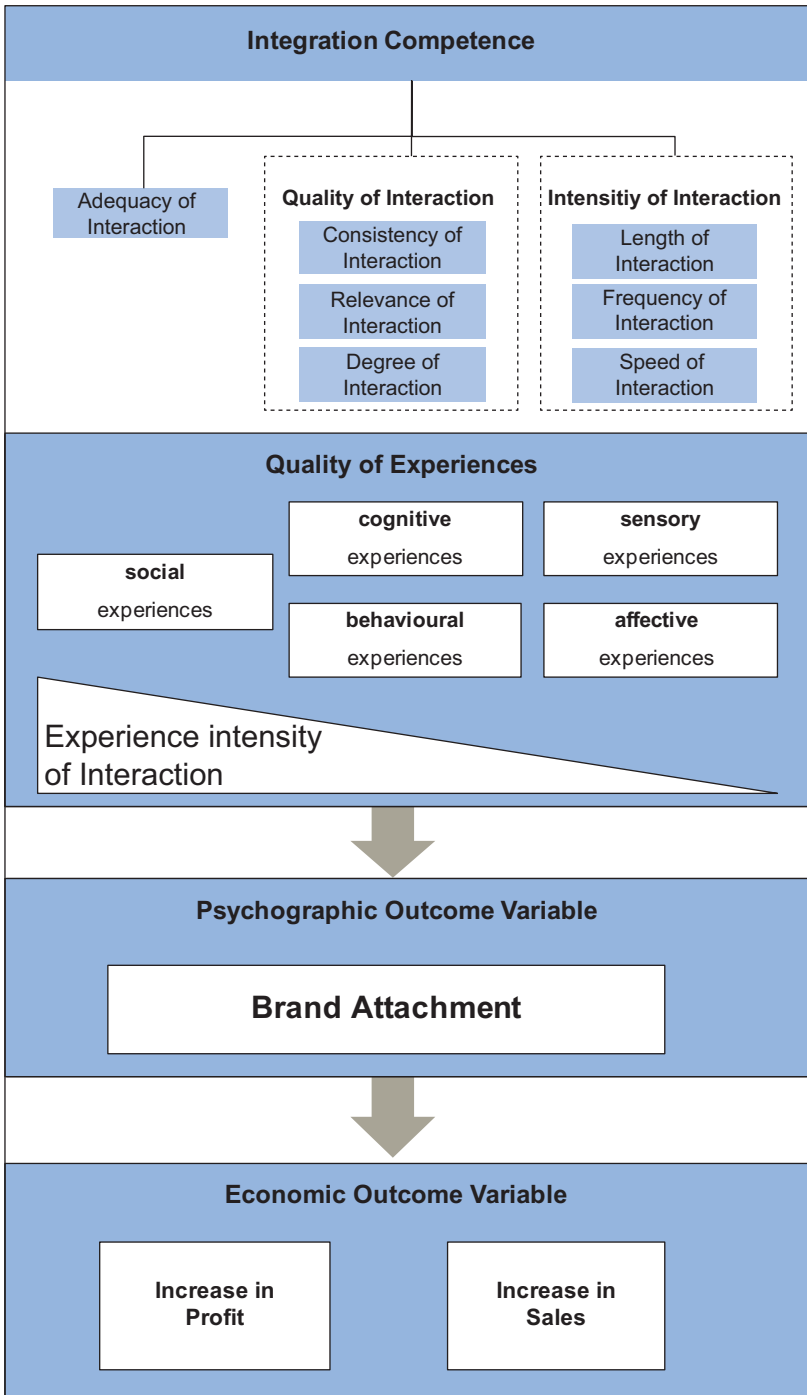 Integration Competence
Adequacy of
Interaction
Quality of Interaction
Consistency of
Interaction
Relevance of
Interaction
Degree of
Interaction
Intensitiy of Interaction
Length of
Interaction
Frequency of
Interaction
Speed of
Interaction
Quality of Experiences
social
experiences
cognitive
experiences
behavioural
experiences
sensory
experiences
affective
experiences
Experience intensity
of Interaction
Psychographic Outcome Variable
Brand Attachment
Economic Outcome Variable
Increase in
Profit
Increase in
Sales